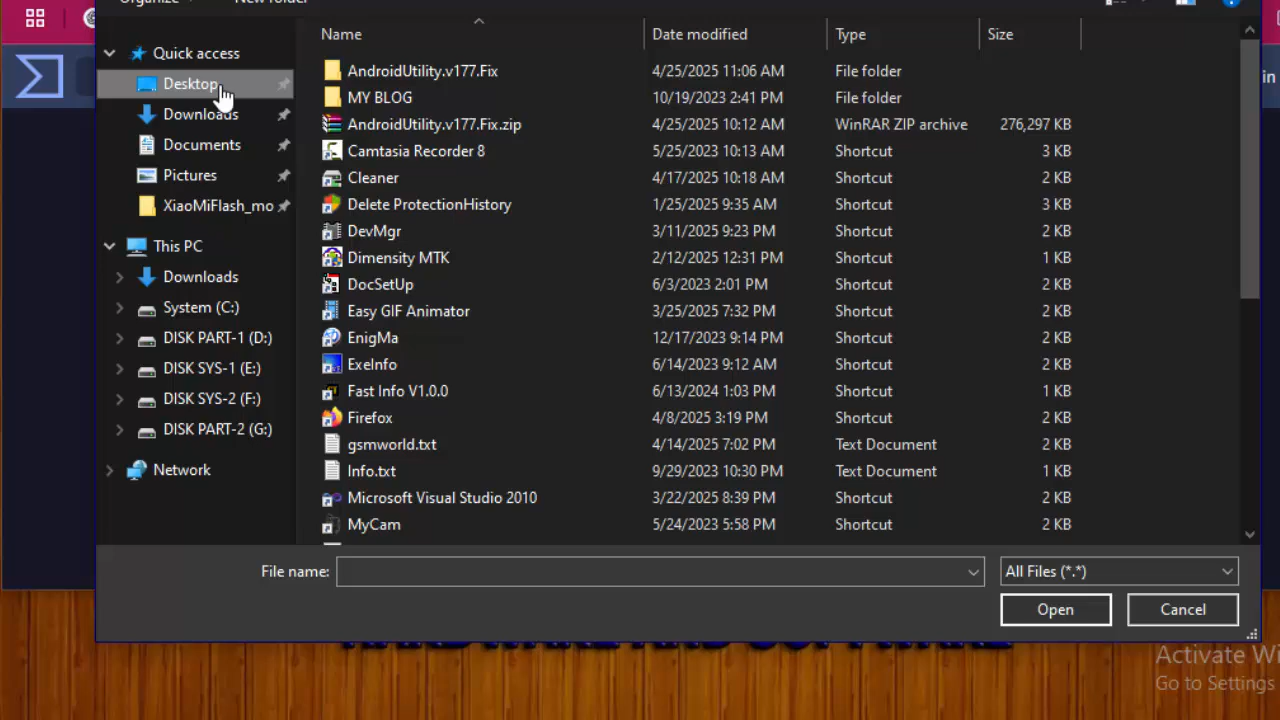 Organize New folder
Name Date modified Type Size
Quick access
Desktop
Downloads
Documents
Pictures
XiaoMiFlash_mo
This PC
Downloads
System (C:)
DISK PART-1 (D:)
DISK SYS-1 (E:)
DISK SYS-2 (F:)
DISK PART-2 (G:)
Network
AndroidUtility.v177.Fix 4/25/2025 11:06 AM File folder
MY BLOG 10/19/2023 2:41 PM File folder
AndroidUtility.v177.Fix.zip 4/25/2025 10:12 AM WinRAR ZIP archive 276,297 KB
Camtasia Recorder 8 5/25/2023 10:13 AM Shortcut 3 KB
Cleaner 4/17/2025 10:18 AM Shortcut 2 KB
Delete ProtectionHistory 1/25/2025 9:35 AM Shortcut 3 KB
DevMgr 3/11/2025 9:23 PM Shortcut 2 KB
Dimensity MTK 2/12/2025 12:31 PM Shortcut 1 KB
DocSetUp 6/3/2023 2:01 PM Shortcut 2 KB
Easy GIF Animator 3/25/2025 7:32 PM Shortcut 2 KB
EnigMa 12/17/2023 9:14 PM Shortcut 2 KB
ExeInfo 6/14/2023 9:12 AM Shortcut 2 KB
Fast Info V1.0.0 6/13/2024 1:03 PM Shortcut 1 KB
Firefox 4/8/2025 3:19 PM Shortcut 2 KB
gsmworld.txt 4/14/2025 7:02 PM Text Document 2 KB
Info.txt 9/29/2023 10:30 PM Text Document 1 KB
Microsoft Visual Studio 2010 3/22/2025 8:39 PM Shortcut 2 KB
MyCam 5/24/2023 5:58 PM Shortcut 2 KB
File name: All Files (*.*)
Open Cancel
in
Activate Wi
Go to Settings